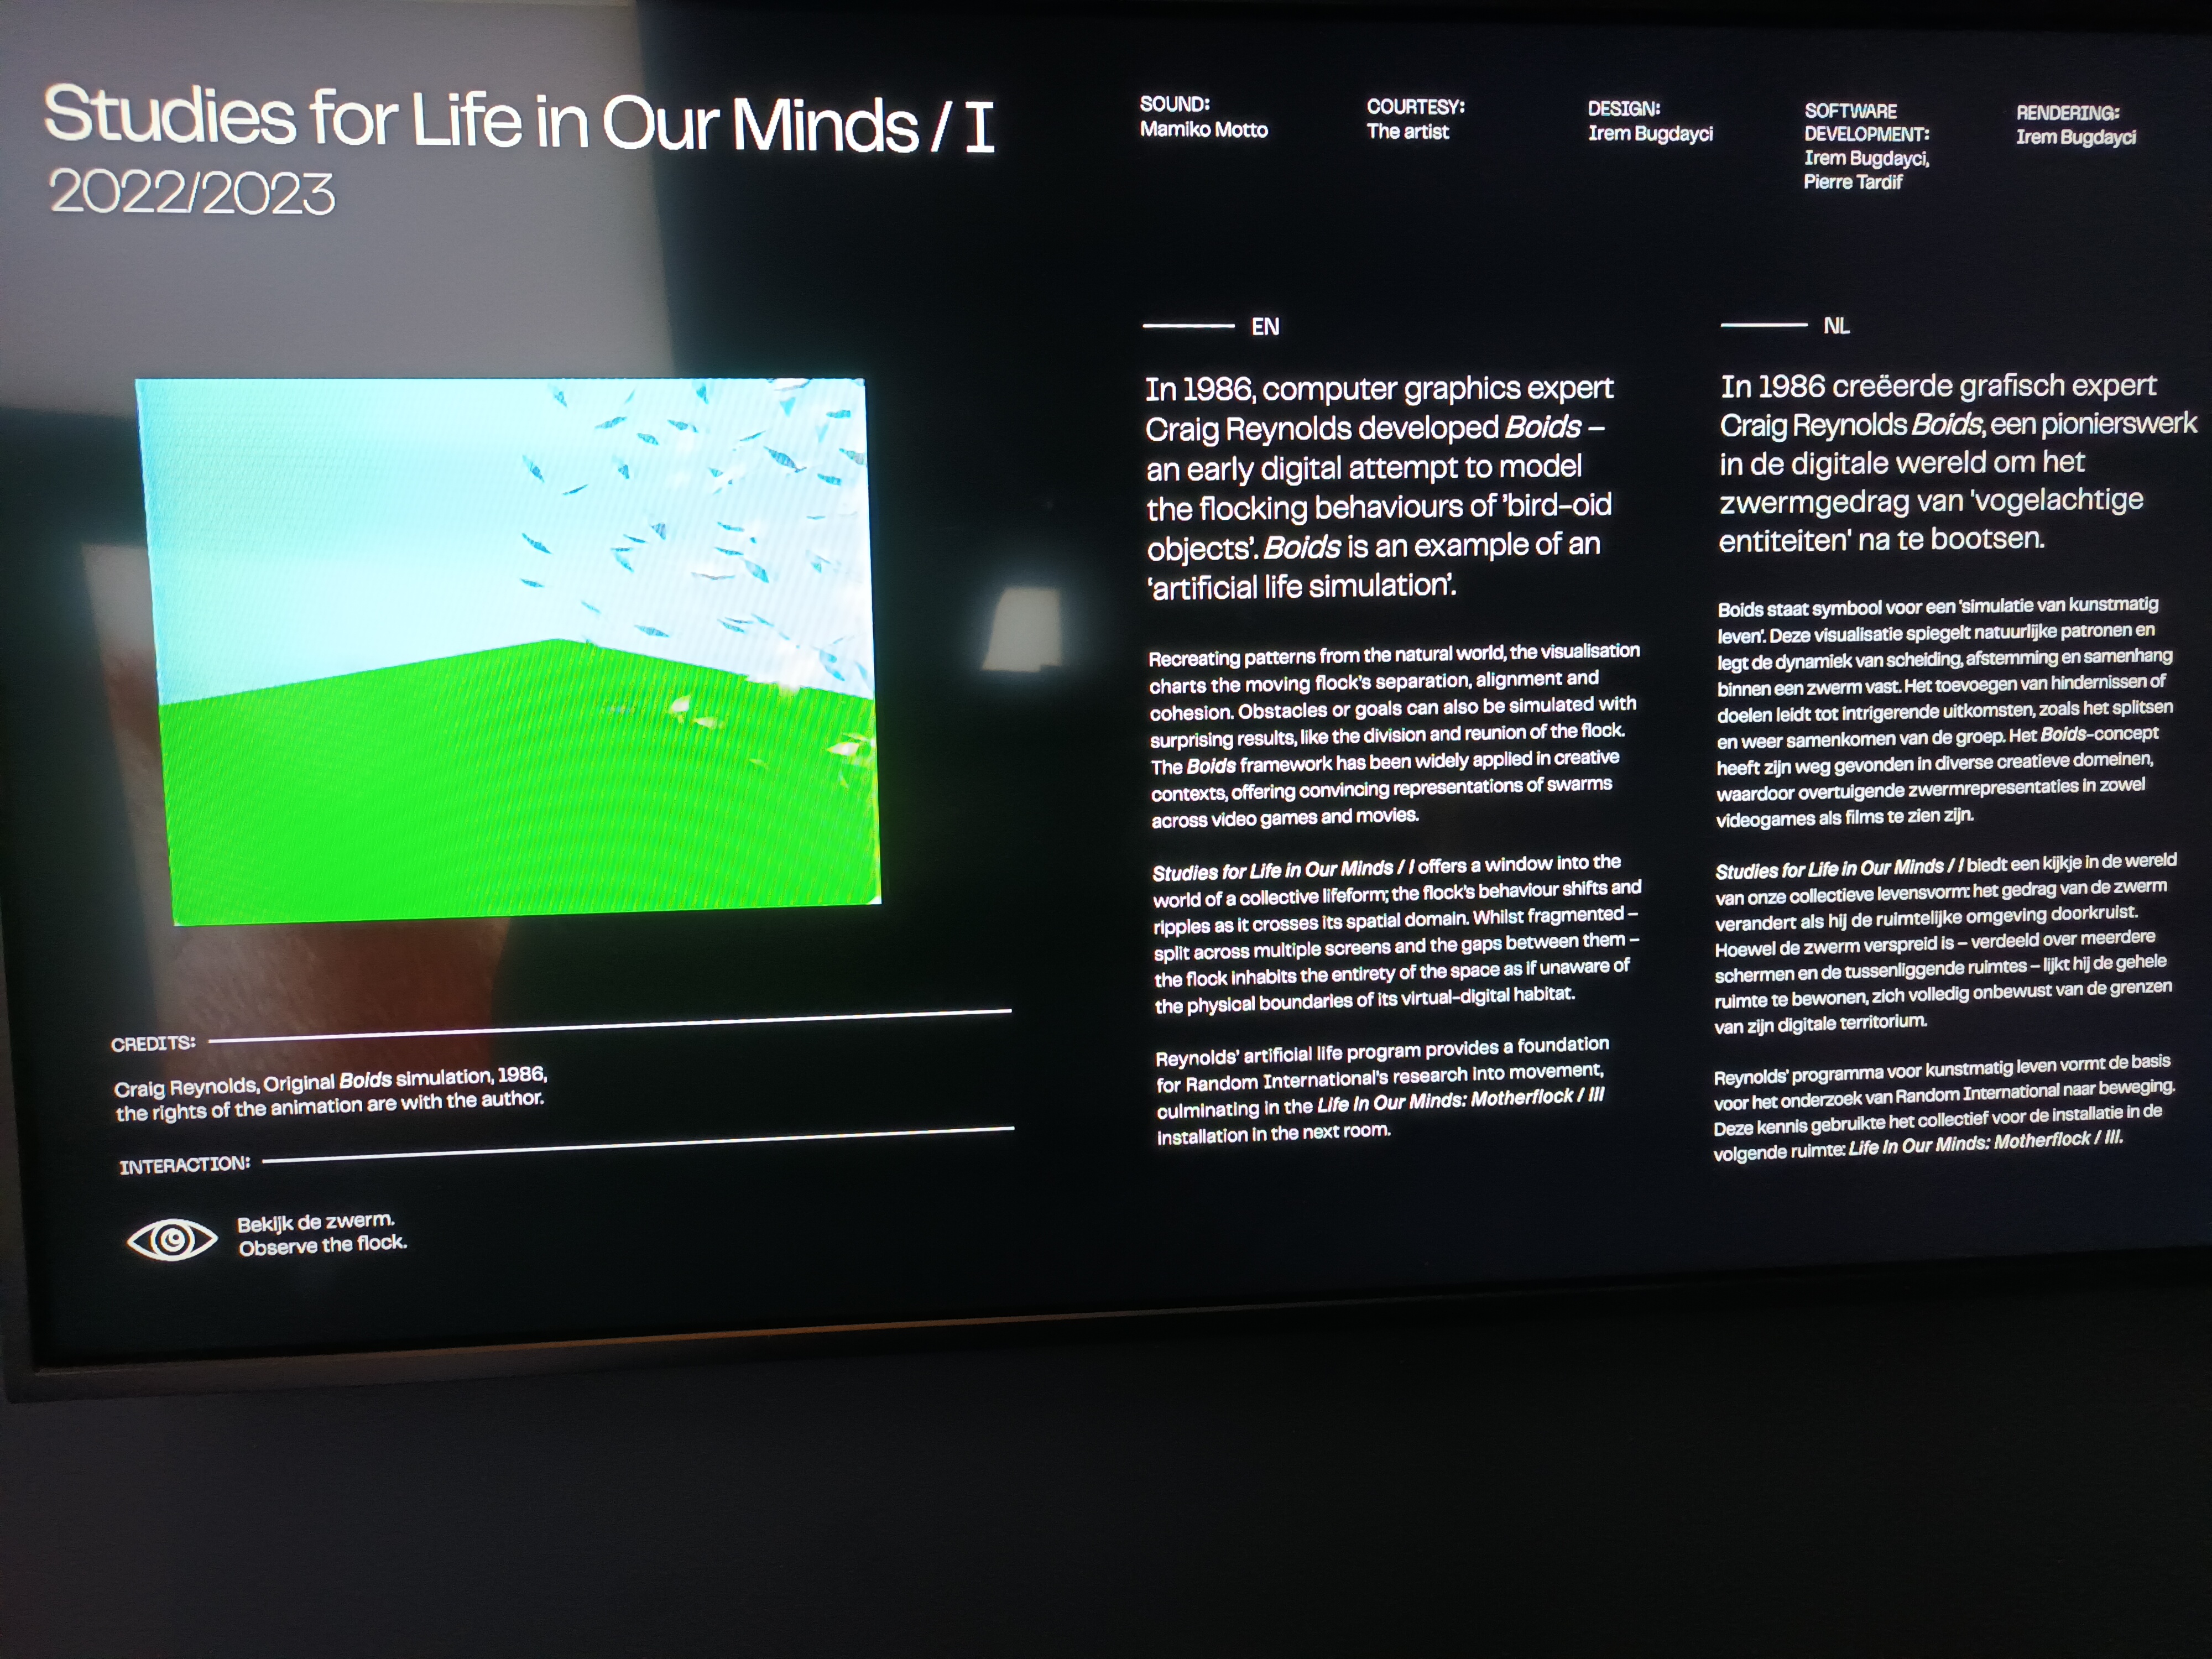 Studies for Life in Our Minds / I
2022/2023
SOUND:
Mamiko Motto
COURTESY:
The artist
DESIGN:
Irem Bugdayci
SOFTWARE
DEVELOPMENT:
Irem Bugdayci,
Pierre Tardif
RENDERING:
Irem Bugdayci
CREDITS:
Craig Reynolds, Original Boids simulation, 1986,
the rights of the animation are with the author.
INTERACTION:
Bekijk de zwerm.
Observe the flock.
EN
In 1986, computer graphics expert
Craig Reynolds developed Boids –
an early digital attempt to model
the flocking behaviours of ’bird-oid
objects’. Boids is an example of an
‘artificial life simulation’.
Recreating patterns from the natural world, the visualisation
charts the moving flock's separation, alignment and
cohesion. Obstacles or goals can also be simulated with
surprising results, like the division and reunion of the flock.
The Boids framework has been widely applied in creative
contexts, offering convincing representations of swarms
across video games and movies.
Studies for Life in Our Minds / I offers a window into the
world of a collective lifeform; the flock's behaviour shifts and
ripples as it crosses its spatial domain. Whilst fragmented –
split across multiple screens and the gaps between them –
the flock inhabits the entirety of the space as if unaware of
the physical boundaries of its virtual-digital habitat.
Reynolds' artificial life program provides a foundation
for Random International's research into movement,
culminating in the Life In Our Minds: Motherflock / III
installation in the next room.
NL
In 1986 creëerde grafisch expert
Craig Reynolds Boids, een pionierswerk
in de digitale wereld om het
zwermgedrag van 'vogelachtige
entiteiten' na te bootsen.
Boids staat symbool voor een 'simulatie van kunstmatig
leven'. Deze visualisatie spiegelt natuurlijke patronen en
legt de dynamiek van scheiding, afstemming en samenhang
binnen een zwerm vast. Het toevoegen van hindernissen of
doelen leidt tot intrigerende uitkomsten, zoals het splitsen
en weer samenkomen van de groep. Het Boids-concept
heeft zijn weg gevonden in diverse creatieve domeinen,
waardoor overtuigende zwermrepresentaties in zowel
videogames als films te zien zijn.
Studies for Life in Our Minds / I biedt een kijkje in de wereld
van onze collectieve levensvorm: het gedrag van de zwerm
verandert als hij de ruimtelijke omgeving doorkruist.
Hoewel de zwerm verspreid is – verdeeld over meerdere
schermen en de tussenliggende ruimtes – lijkt hij de gehele
ruimte te bewonen, zich volledig onbewust van de grenzen
van zijn digitale territorium.
Reynolds' programma voor kunstmatig leven vormt de basis
voor het onderzoek van Random International naar beweging.
Deze kennis gebruikte het collectief voor de installatie in de
volgende ruimte: Life In Our Minds: Motherflock / III.